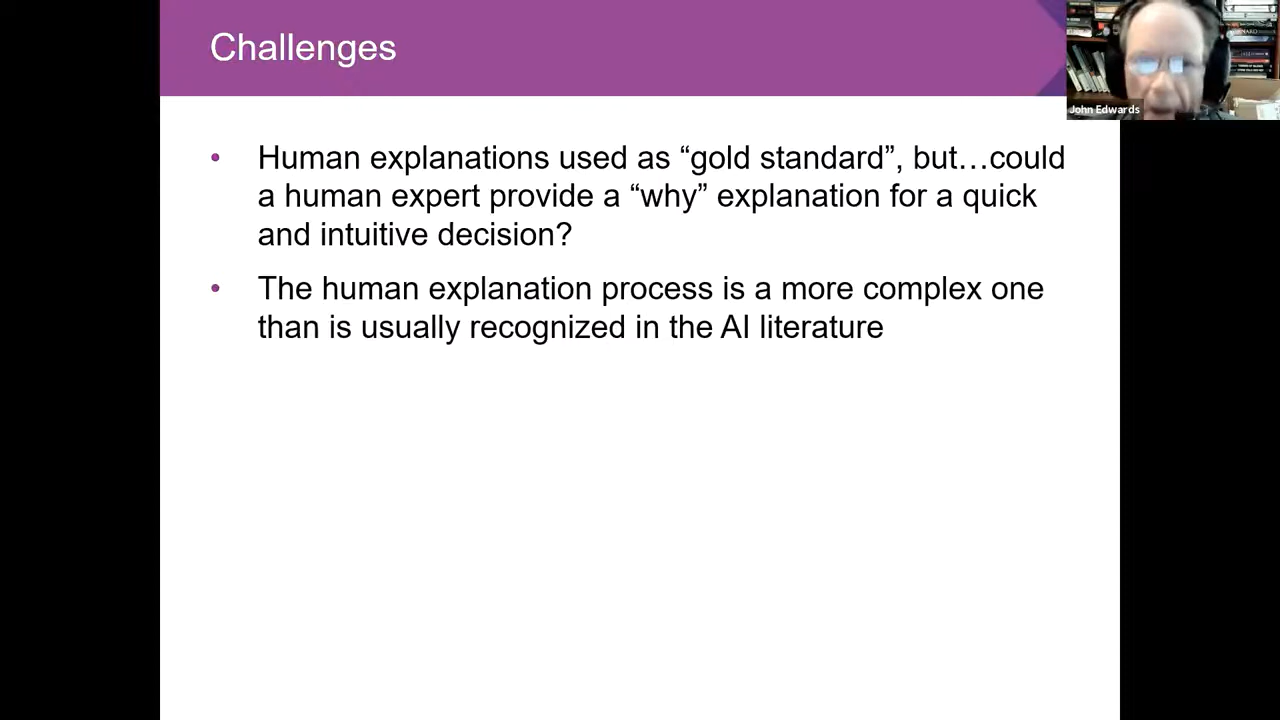 Challenges
John Edwards
• Human explanations used as “gold standard”, but…could
a human expert provide a “why” explanation for a quick
and intuitive decision?
• The human explanation process is a more complex one
than is usually recognized in the AI literature